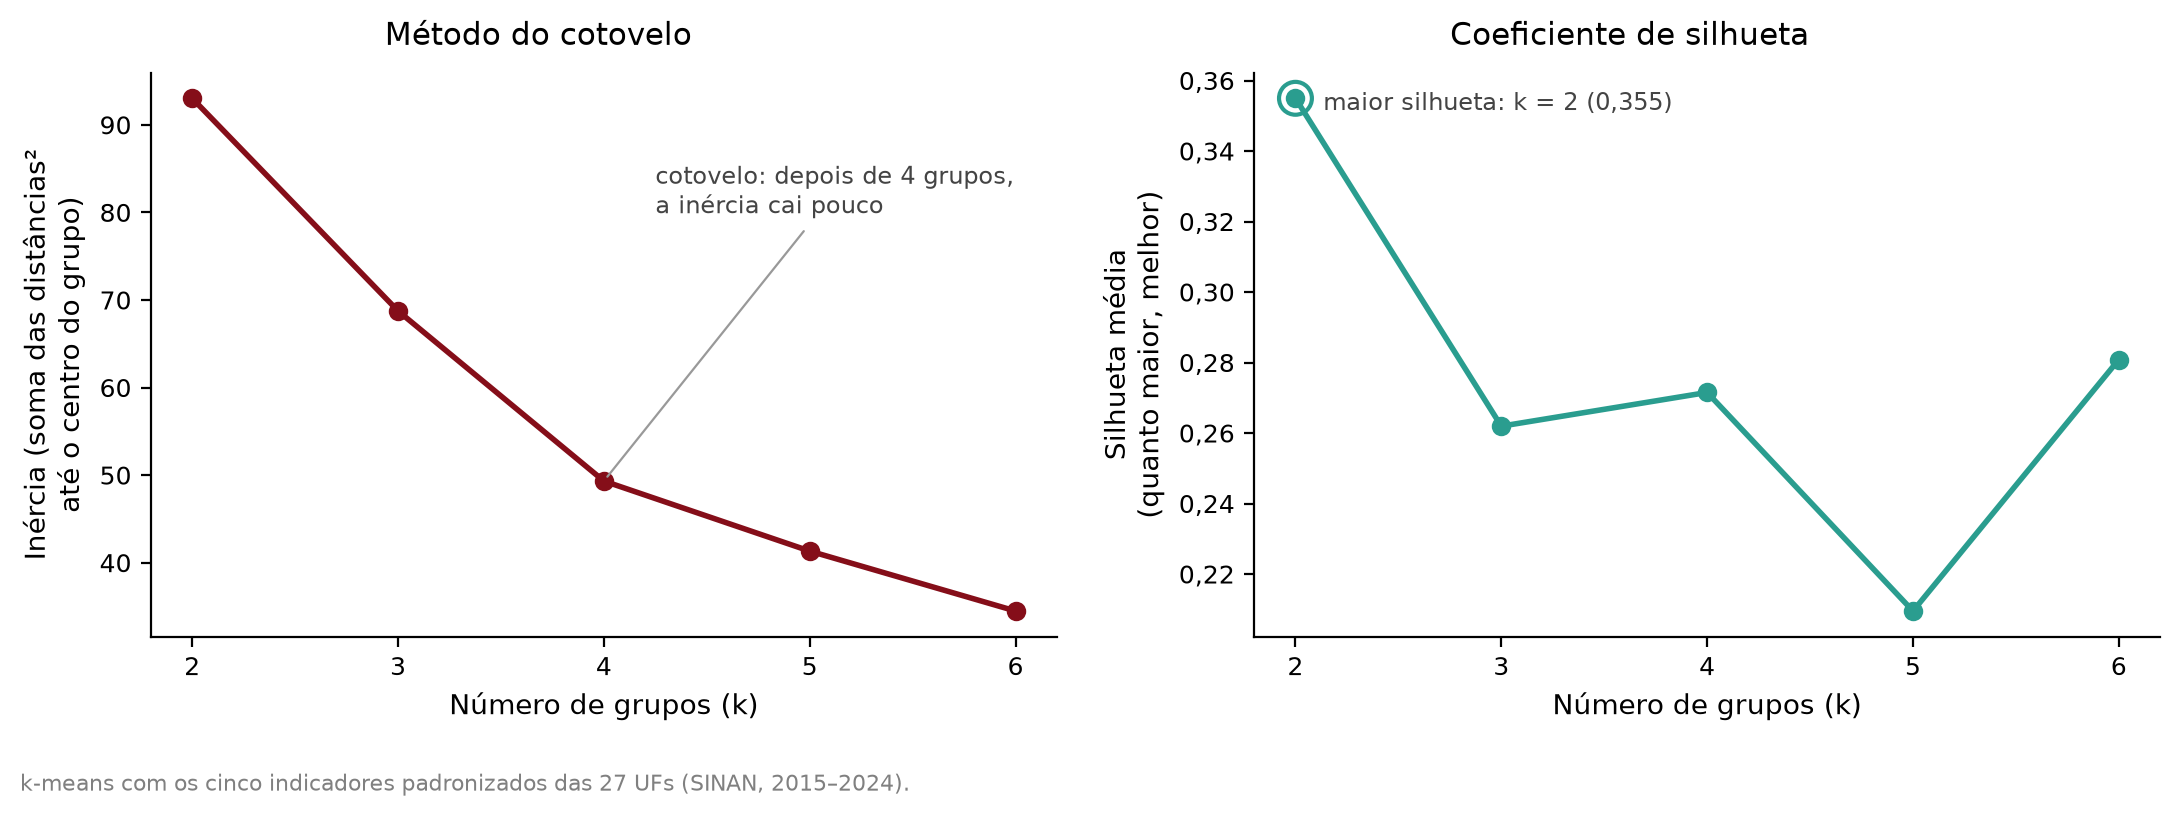 Método do cotovelo
Inércia (soma das distâncias²
até o centro do grupo)
90
80
70
60
50
40
cotovelo: depois de 4 grupos,
a inércia cai pouco
2 3 4 5 6
Número de grupos (k)
Coeficiente de silhueta
Silhueta média
(quanto maior, melhor)
0,36
0,34
0,32
0,30
0,28
0,26
0,24
0,22
maior silhueta: k = 2 (0,355)
2 3 4 5 6
Número de grupos (k)
k-means com os cinco indicadores padronizados das 27 UFs (SINAN, 2015–2024).